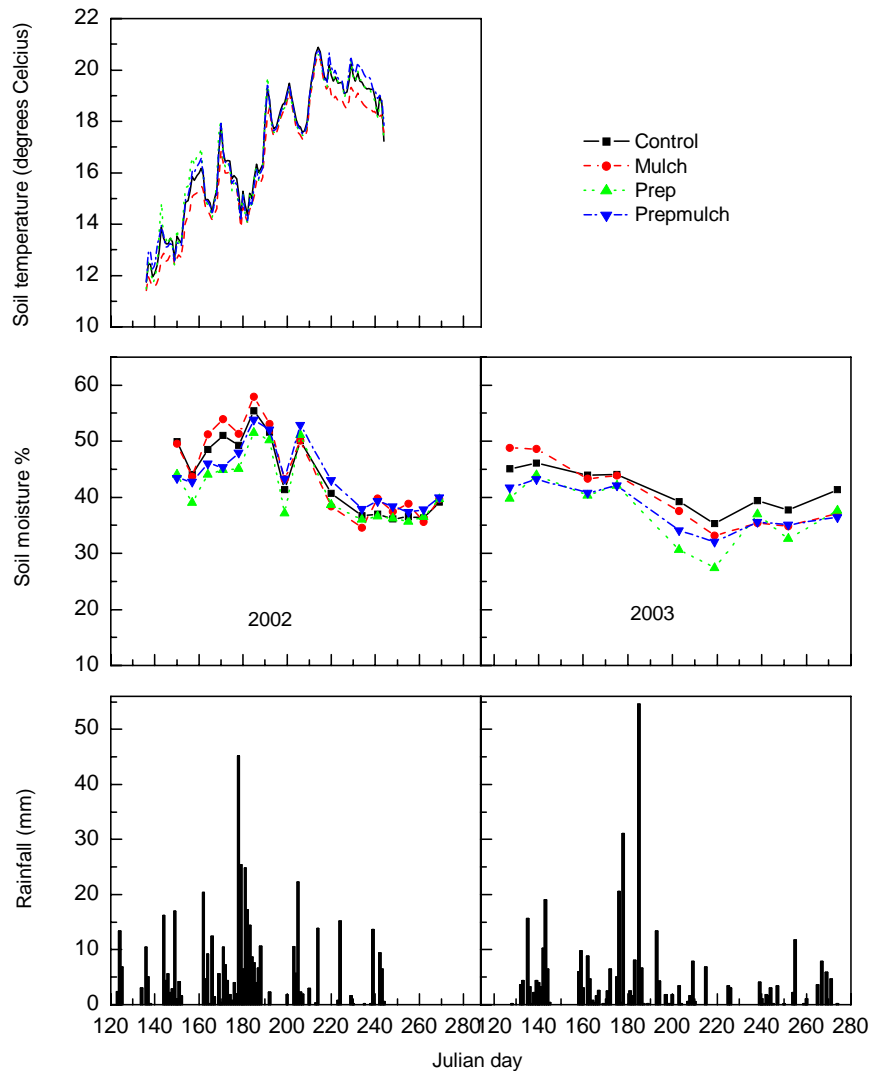 Soil temperature (degrees Celcius)
22
20
18
16
14
12
10
Control
Mulch
Prep
Prepmulch
Soil moisture %
65
60
50
40
30
20
10
2002
2003
Rainfall (mm)
50
40
30
20
10
0
120 140 160 180 200 220 240 260 280
120 140 160 180 200 220 240 260 280
Julian day